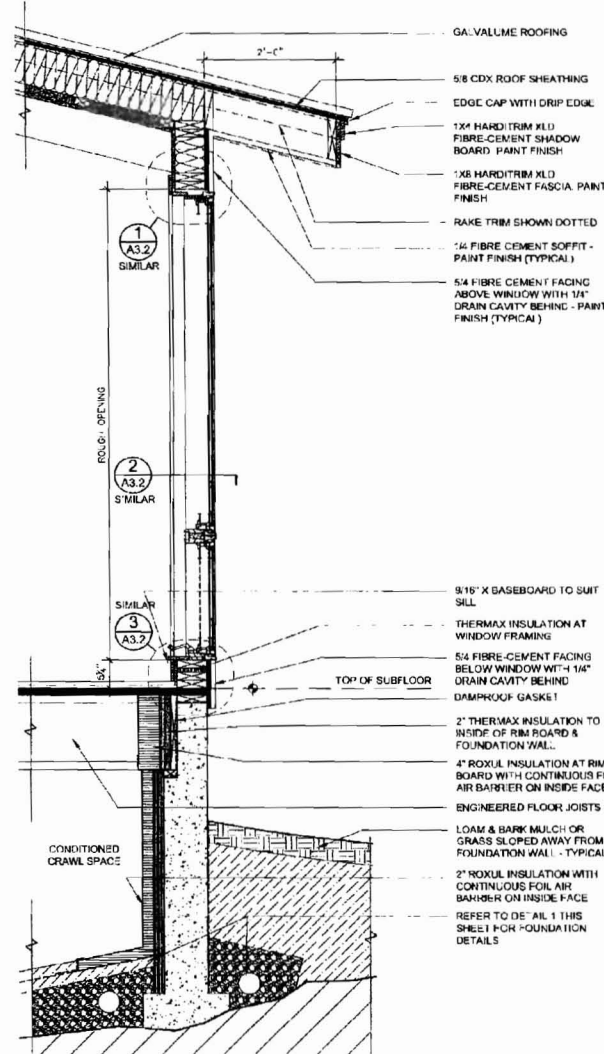 GALVALUME ROOFING
2'-0"
5/8 CDX ROOF SHEATHING
EDGE CAP WITH DRIP EDGE
1X4 HARDITRIM XLD
FIBRE-CEMENT SHADOW
BOARD PAINT FINISH
1X8 HARDITRIM XLD
FIBRE-CEMENT FASCIA. PAINT
FINISH
RAKE TRIM SHOWN DOTTED
1/4 FIBRE CEMENT SOFFIT -
PAINT FINISH (TYPICAL)
5/4 FIBRE CEMENT FACING
ABOVE WINDOW WITH 1/4"
DRAIN CAVITY BEHIND - PAINT
FINISH (TYPICAL)
1
A3.2
SIMILAR
ROUGH OPENING
2
A3.2
SIMILAR
SIMILAR
3
A3.2
9/16" X BASEBOARD TO SUIT
SILL
THERMAX INSULATION AT
WINDOW FRAMING
5/4 FIBRE-CEMENT FACING
BELOW WINDOW WITH 1/4"
DRAIN CAVITY BEHIND
TOP OF SUBFLOOR
DAMPROOF GASKET
2" THERMAX INSULATION TO
INSIDE OF RIM BOARD &
FOUNDATION WALL
4" ROXUL INSULATION AT RIM
BOARD WITH CONTINUOUS
AIR BARRIER ON INSIDE FACE
ENGINEERED FLOOR JOISTS
LOAM & BARK MULCH OR
GRASS SLOPED AWAY FROM
FOUNDATION WALL - TYPICAL
CONDITIONED
CRAWL SPACE
2" ROXUL INSULATION WITH
CONTINUOUS FOIL AIR
BARRIER ON INSIDE FACE
REFER TO DETAIL 1 THIS
SHEET FOR FOUNDATION
DETAILS